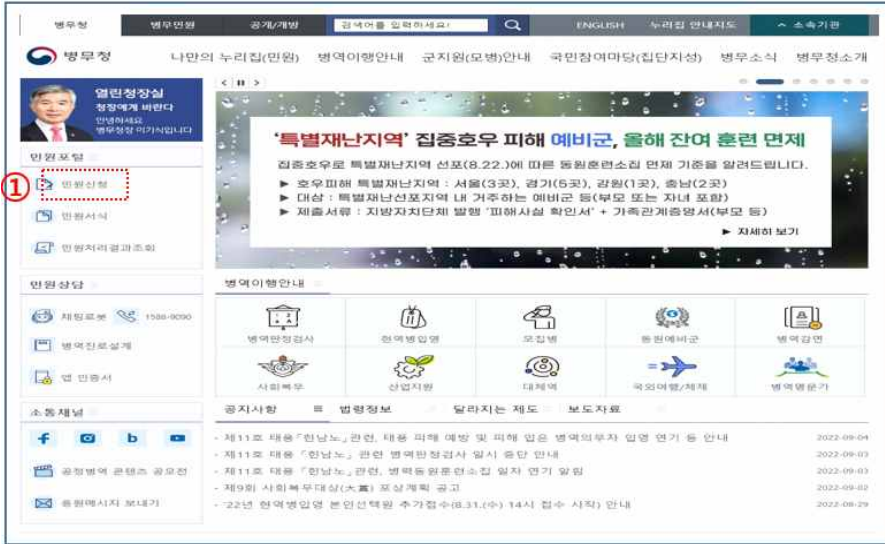 병무청 병무민원 공개/개방 검색어를 입력하세요! ENGLISH 누리집 안내지도 소속기관
병무청 나만의 누리집(민원) 병역이행안내 군지원(모병)안내 국민참여마당(집단지성) 병무소식 병무청소개
열린청장실
청장에게 바란다
안녕하세요
병무청장 이기식입니다
민원포털
① 민원신청
민원서식
민원처리결과조회
'특별재난지역' 집중호우 피해 예비군, 올해 잔여 훈련 면제
집중호우로 특별재난지역 선포(8.22.)에 따른 동원훈련소집 면제 기준을 알려드립니다.
▶ 호우피해 특별재난지역 : 서울(3곳), 경기(5곳), 강원(1곳), 충남(2곳)
▶ 대상 : 특별재난선포지역 내 거주하는 예비군 등(부모 또는 자녀 포함)
▶ 제출서류 : 지방자치단체 발행 '피해사실 확인서' + 가족관계증명서(부모 등)
▶ 자세히 보기
민원상담
채팅로봇 1588-9090
병역진로설계
앱 인증서
병역이행안내
병역판정검사 현역병입영 모집병 동원예비군 병역감면
사회복무 산업지원 대체역 국외여행/체재 병역명문가
소통채널
공정병역 콘텐츠 공모전
응원메시지 보내기
공지사항 법령정보 달라지는 제도 보도자료
- 제11호 태풍「힌남노」관련, 태풍 피해 예방 및 피해 입은 병역의무자 입영 연기 등 안내 2022-09-04
- 제11호 태풍「힌남노」관련 병역판정검사 일시 중단 안내 2022-09-03
- 제11호 태풍「힌남노」관련, 병력동원훈련소집 일자 연기 알림 2022-09-03
- 제9회 사회복무대상(大賞) 포상계획 공고 2022-09-02
- '22년 현역병입영 본인선택원 추가접수(8.31.(수) 14시 접수 시작) 안내 2022-08-29